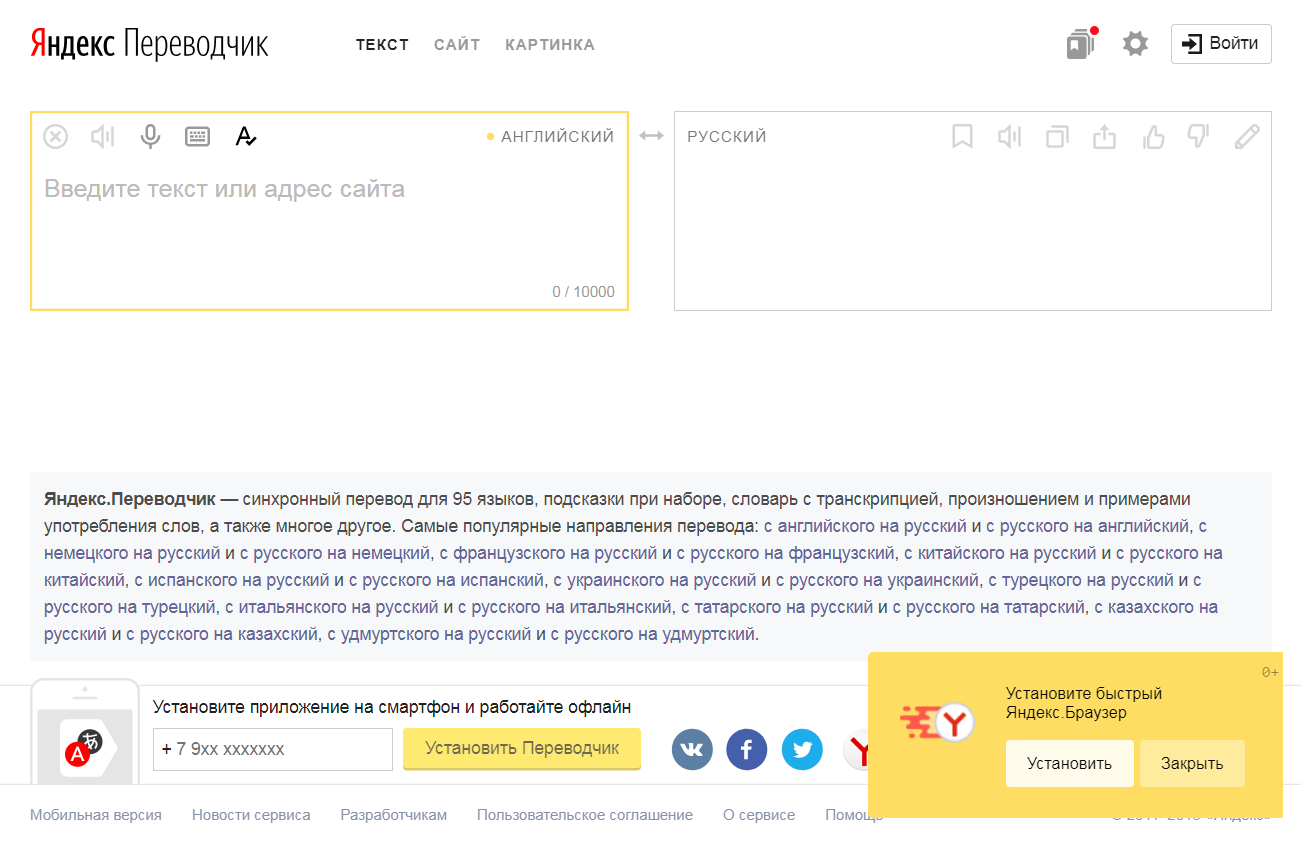 Яндекс Переводчик
ТЕКСТ САЙТ КАРТИНКА
Войти
АНГЛИЙСКИЙ
РУССКИЙ
Введите текст или адрес сайта
0 / 10000
Яндекс.Переводчик — синхронный перевод для 95 языков, подсказки при наборе, словарь с транскрипцией, произношением и примерами
употребления слов, а также многое другое. Самые популярные направления перевода: с английского на русский и с русского на английский, с
немецкого на русский и с русского на немецкий, с французского на русский и с русского на французский, с китайского на русский и с русского на
китайский, с испанского на русский и с русского на испанский, с украинского на русский и с русского на украинский, с турецкого на русский и с
русского на турецкий, с итальянского на русский и с русского на итальянский, с татарского на русский и с русского на татарский, с казахского на
русский и с русского на казахский, с удмуртского на русский и с русского на удмуртский.
Установите приложение на смартфон и работайте офлайн
+ 7 9xx xxxxxxx
Установить Переводчик
0+
Установите быстрый
Яндекс.Браузер
Установить
Закрыть
Мобильная версия Новости сервиса Разработчикам Пользовательское соглашение О сервисе Помощь